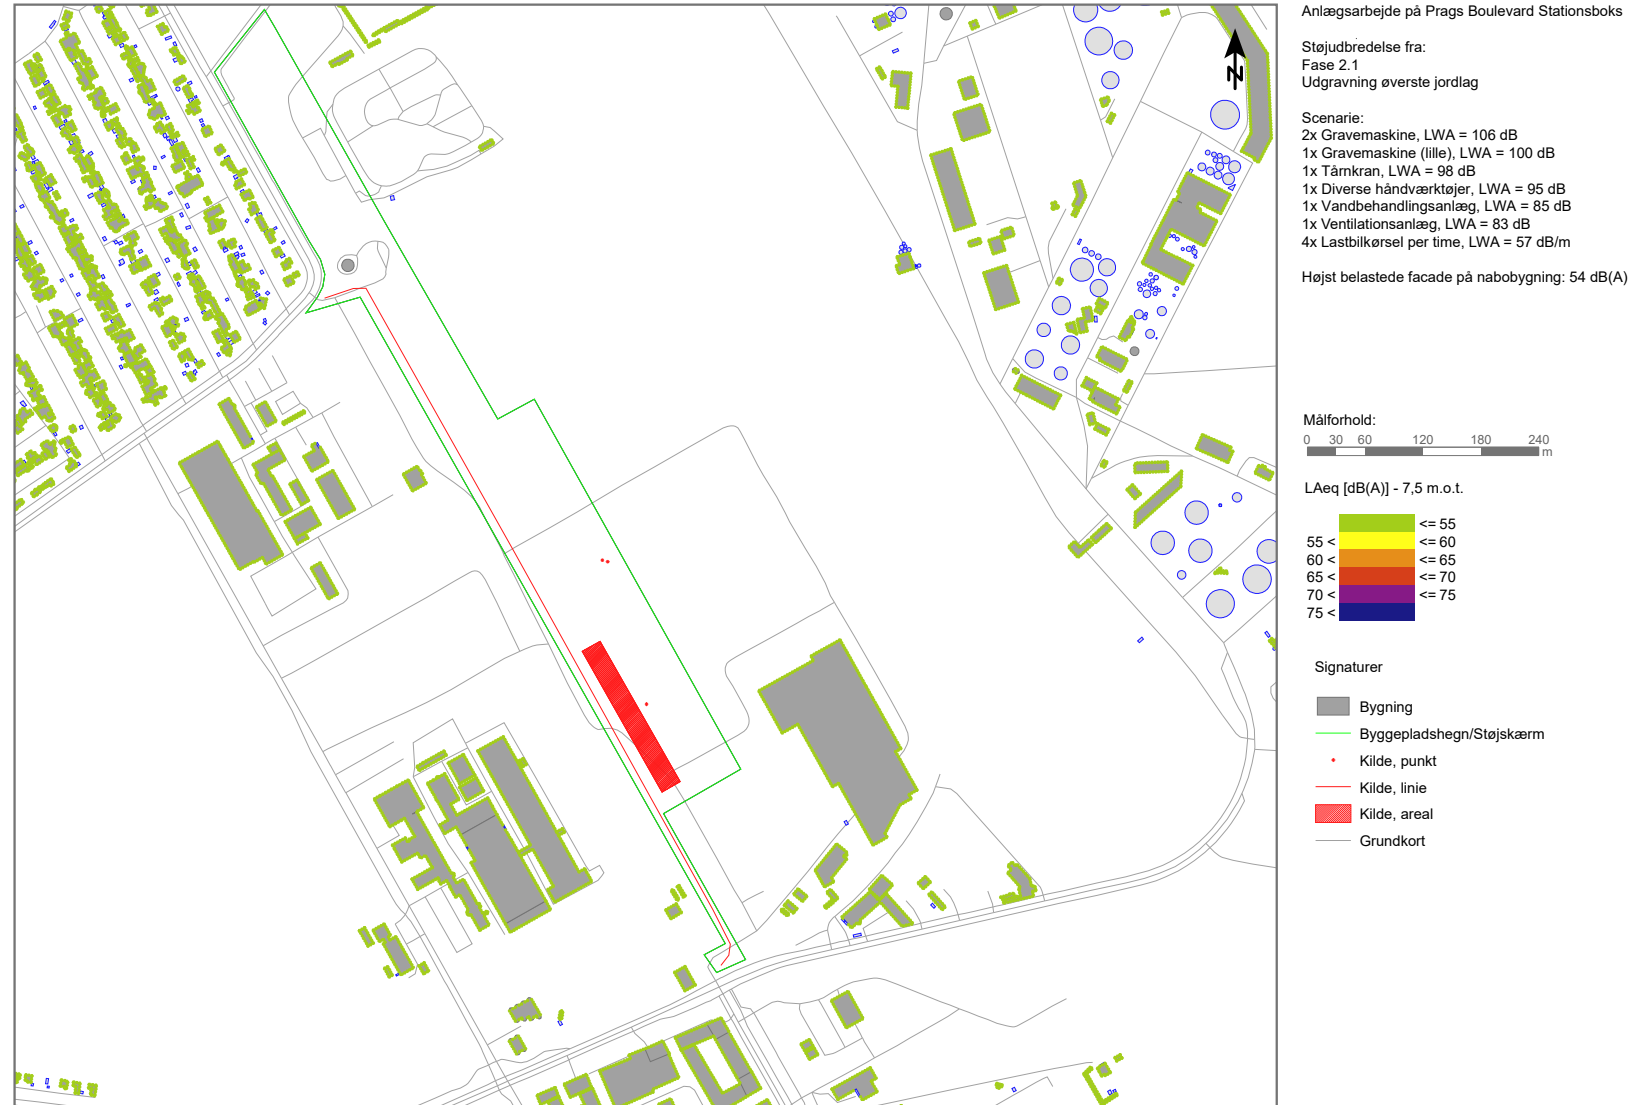 Anlægsarbejde på Prags Boulevard Stationsboks
Støjudbredelse fra:
Fase 2.1
Udgravning øverste jordlag
Scenarie:
2x Gravemaskine, LWA = 106 dB
1x Gravemaskine (lille), LWA = 100 dB
1x Tårnkran, LWA = 98 dB
1x Diverse håndværktøjer, LWA = 95 dB
1x Vandbehandlingsanlæg, LWA = 85 dB
1x Ventilationsanlæg, LWA = 83 dB
4x Lastbilkørsel per time, LWA = 57 dB/m
Højst belastede facade på nabobygning: 54 dB(A)
N
Målforhold:
0 30 60 120 180 240
m
LAeq [dB(A)] - 7,5 m.o.t.
<= 55
55 < <= 60
60 < <= 65
65 < <= 70
70 < <= 75
75 <
Signaturer
Bygning
Byggepladshegn/Støjskærm
Kilde, punkt
Kilde, linie
Kilde, areal
Grundkort